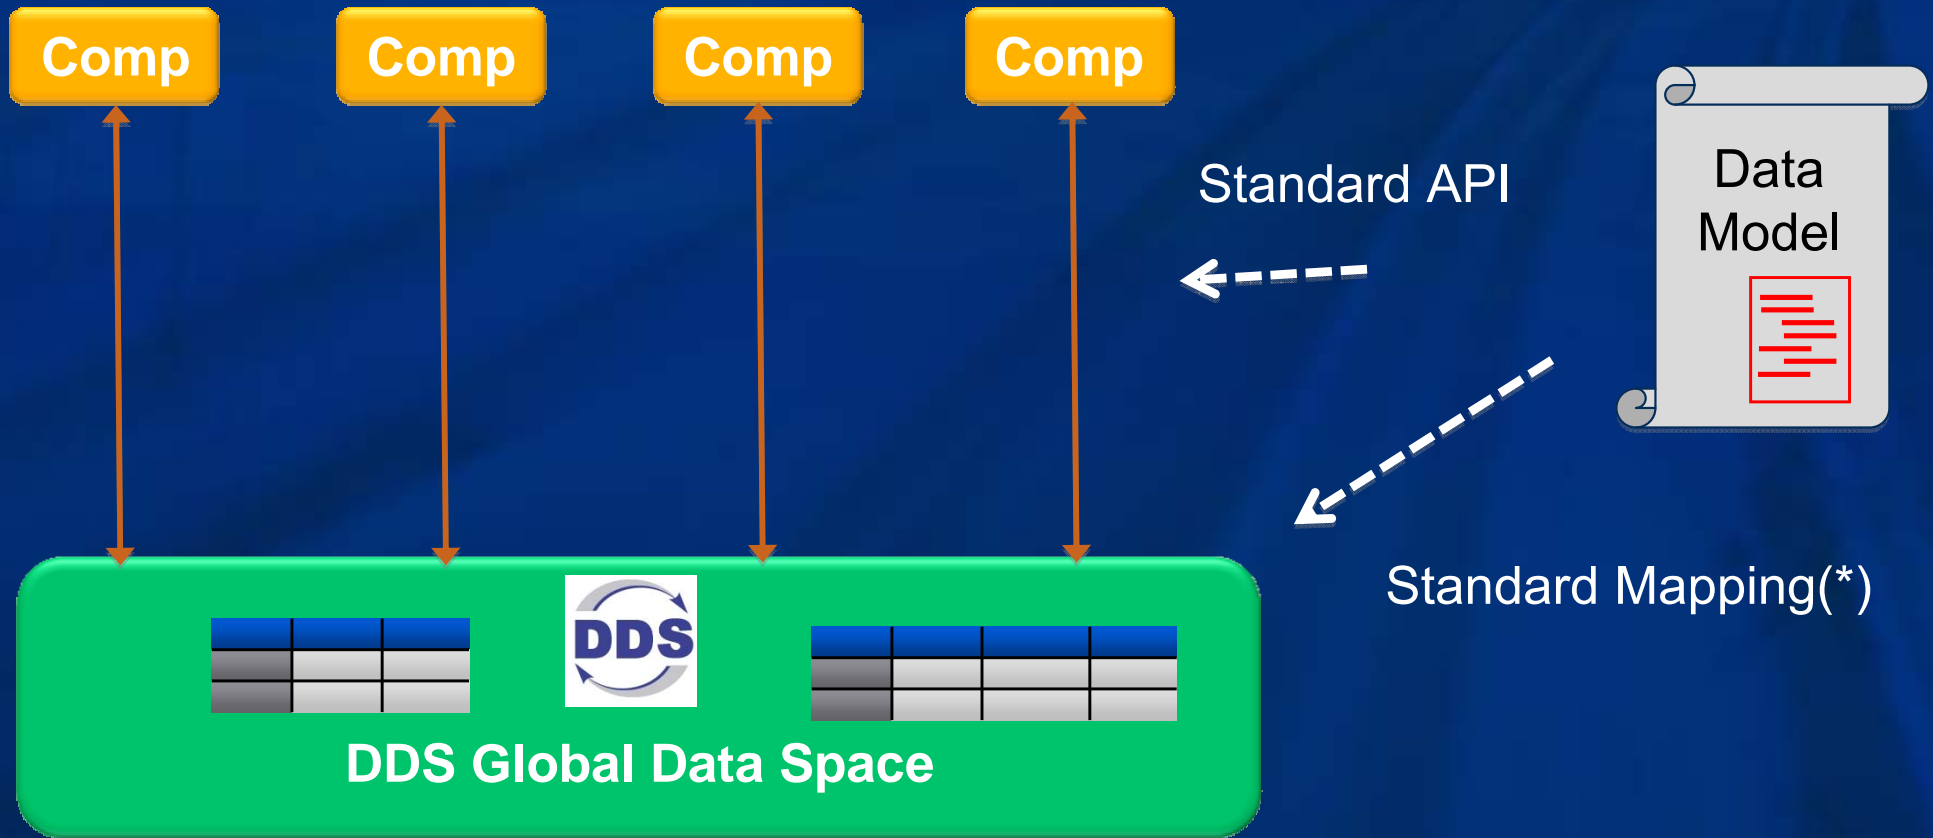 Comp
Comp
Comp
Comp
Standard API
Data
Model
Standard Mapping(*)
DDS
DDS Global Data Space